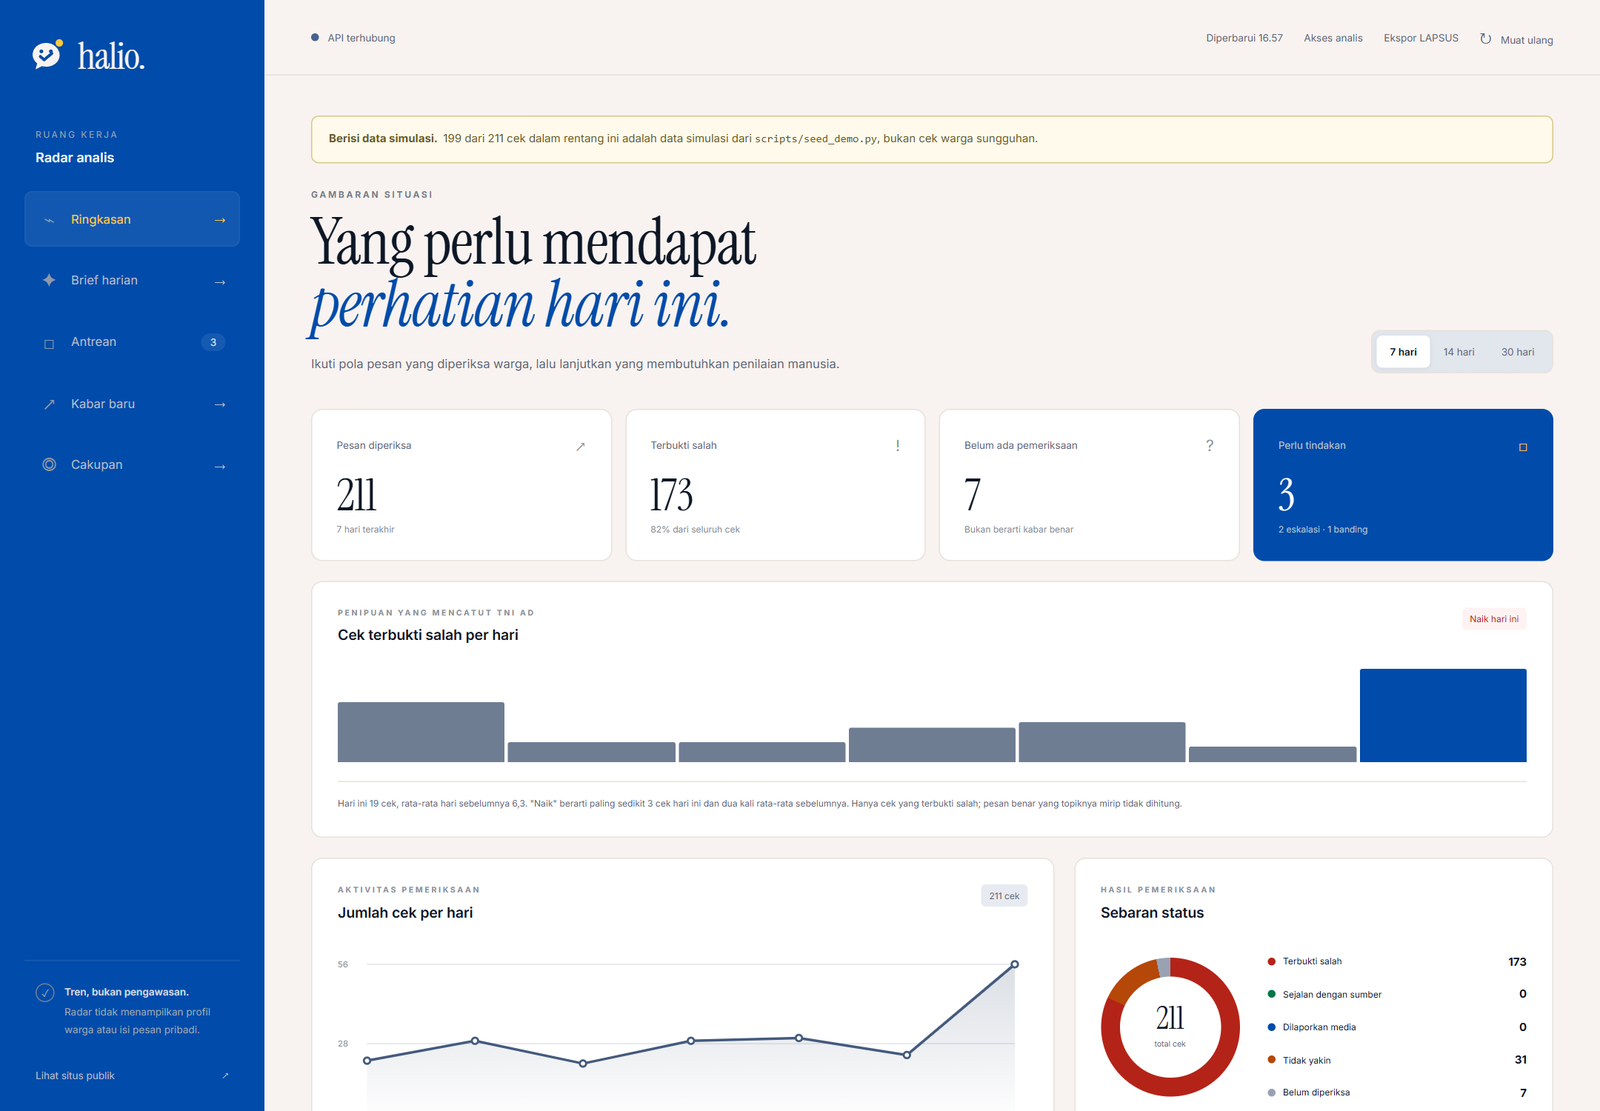 halio.
RUANG KERJA
Radar analis
Ringkasan →
Brief harian →
Antrean 3
Kabar baru →
Cakupan →
Tren, bukan pengawasan.
Radar tidak menampilkan profil
warga atau isi pesan pribadi.
Lihat situs publik ↗
API terhubung
Diperbarui 16.57
Akses analis
Ekspor LAPSUS
↻ Muat ulang
Berisi data simulasi. 199 dari 211 cek dalam rentang ini adalah data simulasi dari scripts/seed_demo.py, bukan cek warga sungguhan.
GAMBARAN SITUASI
Yang perlu mendapat
perhatian hari ini.
Ikuti pola pesan yang diperiksa warga, lalu lanjutkan yang membutuhkan penilaian manusia.
7 hari 14 hari 30 hari
Pesan diperiksa ↗
211
7 hari terakhir
Terbukti salah !
173
82% dari seluruh cek
Belum ada pemeriksaan ?
7
Bukan berarti kabar benar
Perlu tindakan
3
2 eskalasi · 1 banding
PENIPUAN YANG MENCATUT TNI AD
Cek terbukti salah per hari
Naik hari ini
Hari ini 19 cek, rata-rata hari sebelumnya 6,3. "Naik" berarti paling sedikit 3 cek hari ini dan dua kali rata-rata sebelumnya. Hanya cek yang terbukti salah; pesan benar yang topiknya mirip tidak dihitung.
AKTIVITAS PEMERIKSAAN
Jumlah cek per hari
211 cek
56
28
HASIL PEMERIKSAAN
Sebaran status
211
total cek
Terbukti salah 173
Sejalan dengan sumber 0
Dilaporkan media 0
Tidak yakin 31
Belum diperiksa 7